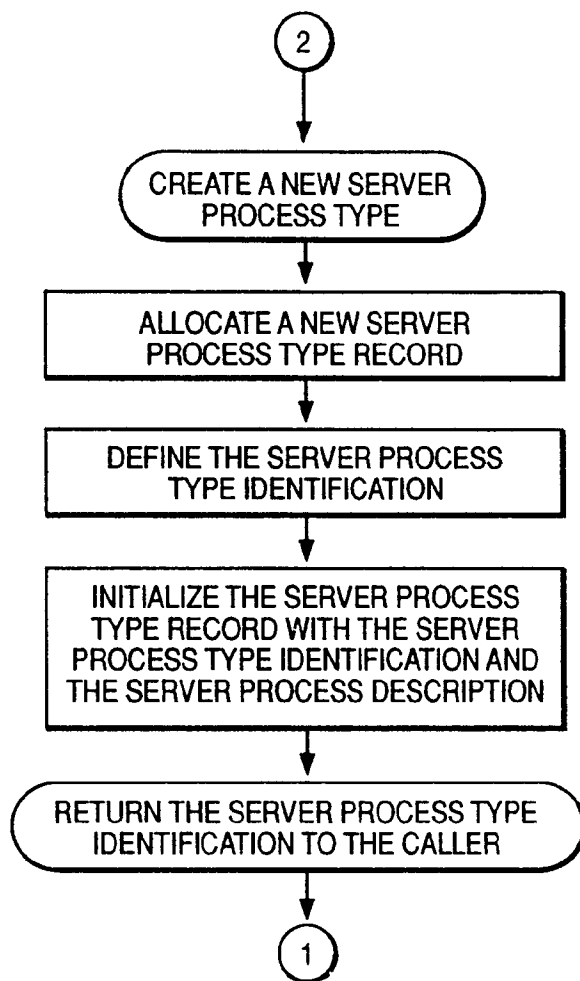 2
CREATE A NEW SERVER
PROCESS TYPE
ALLOCATE A NEW SERVER
PROCESS TYPE RECORD
DEFINE THE SERVER PROCESS
TYPE IDENTIFICATION
INITIALIZE THE SERVER PROCESS
TYPE RECORD WITH THE SERVER
PROCESS TYPE IDENTIFICATION AND
THE SERVER PROCESS DESCRIPTION
RETURN THE SERVER PROCESS TYPE
IDENTIFICATION TO THE CALLER
1